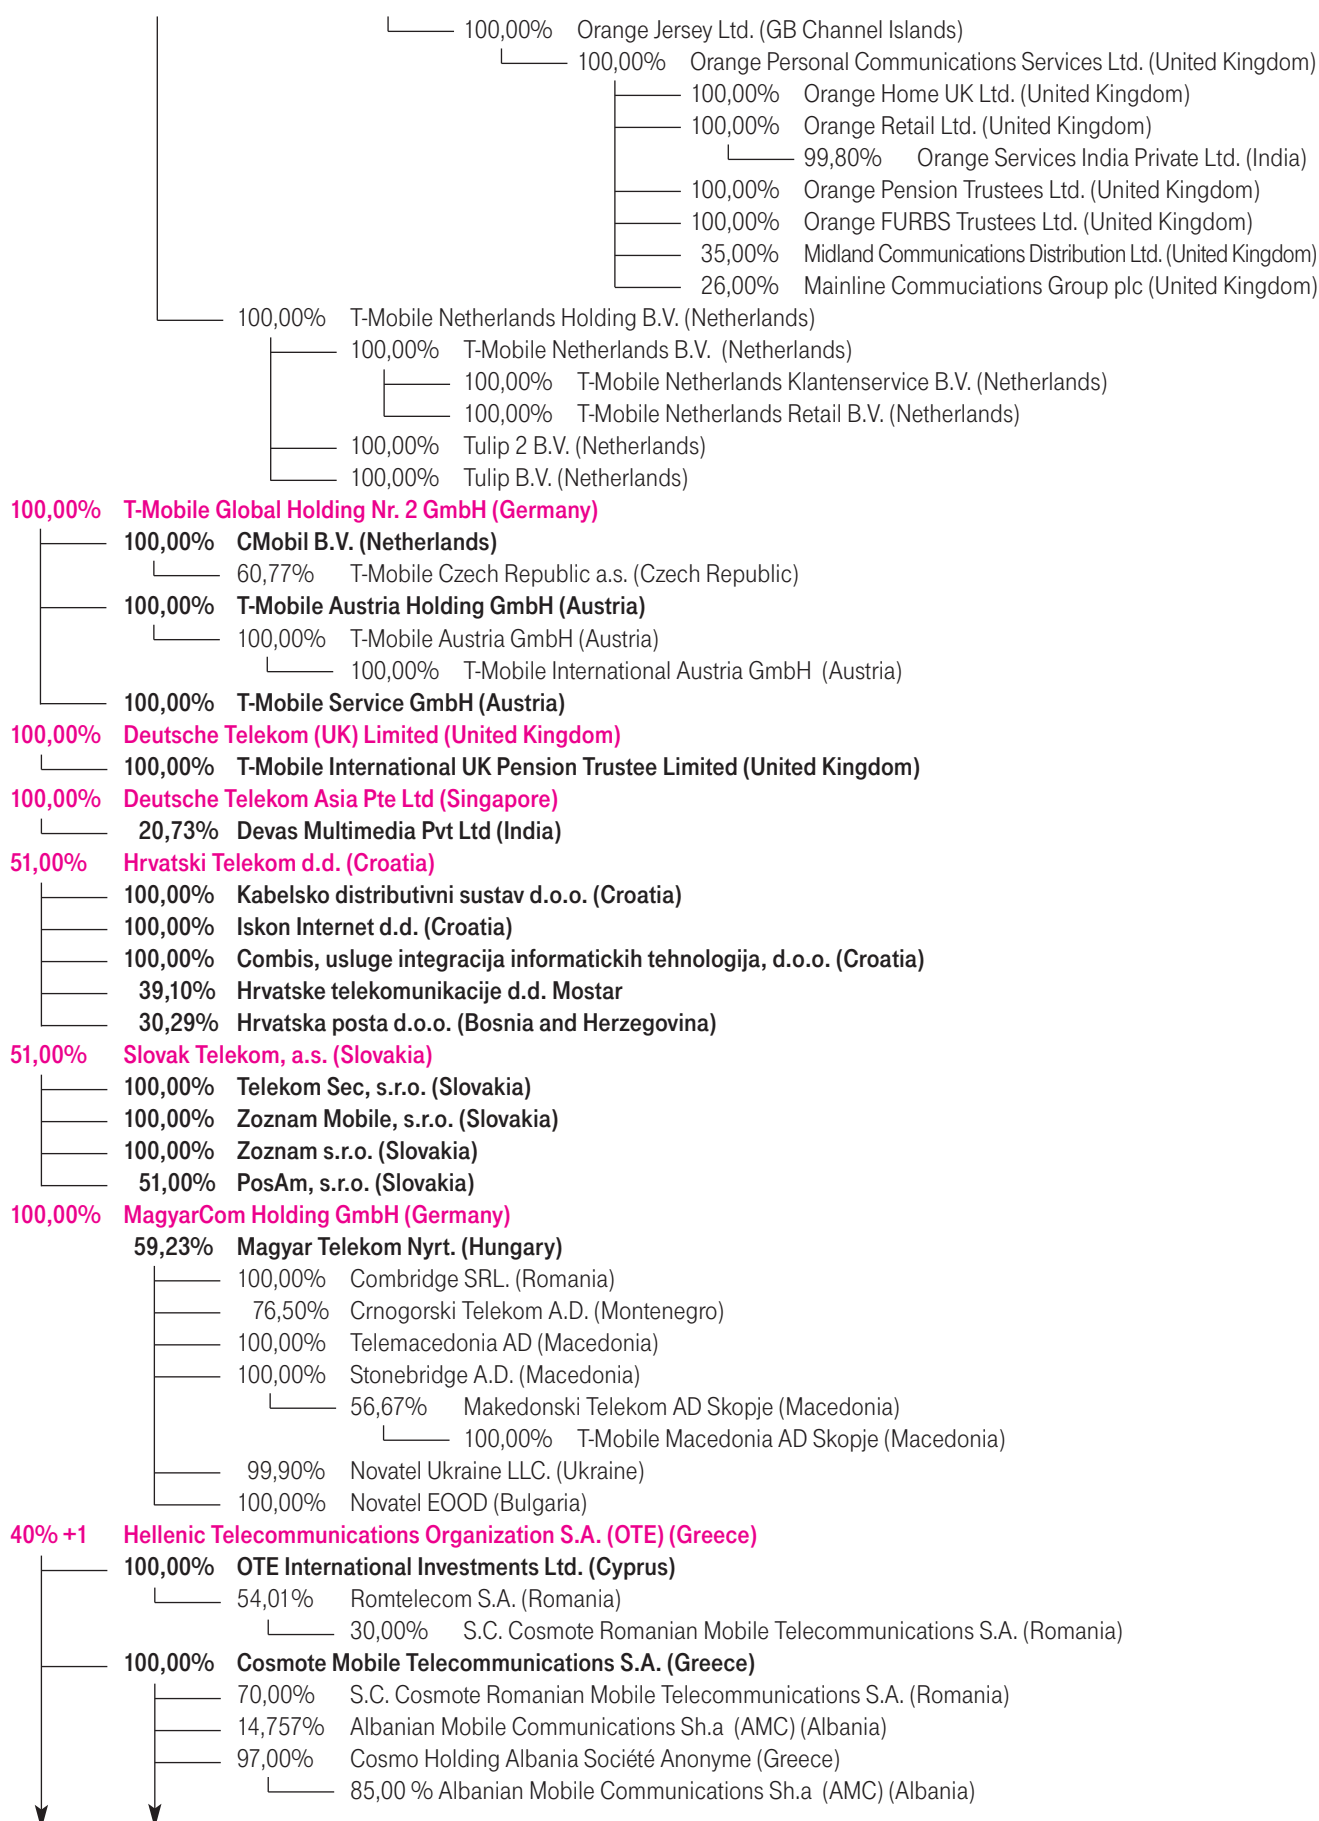 100,00% Orange Jersey Ltd. (GB Channel Islands)
100,00% Orange Personal Communications Services Ltd. (United Kingdom)
100,00% Orange Home UK Ltd. (United Kingdom)
100,00% Orange Retail Ltd. (United Kingdom)
99,80% Orange Services India Private Ltd. (India)
100,00% Orange Pension Trustees Ltd. (United Kingdom)
100,00% Orange FURBS Trustees Ltd. (United Kingdom)
35,00% Midland Communications Distribution Ltd. (United Kingdom)
26,00% Mainline Commuciations Group plc (United Kingdom)
100,00% T-Mobile Netherlands Holding B.V. (Netherlands)
100,00% T-Mobile Netherlands B.V. (Netherlands)
100,00% T-Mobile Netherlands Klantenservice B.V. (Netherlands)
100,00% T-Mobile Netherlands Retail B.V. (Netherlands)
100,00% Tulip 2 B.V. (Netherlands)
100,00% Tulip B.V. (Netherlands)
100,00% T-Mobile Global Holding Nr. 2 GmbH (Germany)
100,00% CMobil B.V. (Netherlands)
60,77% T-Mobile Czech Republic a.s. (Czech Republic)
100,00% T-Mobile Austria Holding GmbH (Austria)
100,00% T-Mobile Austria GmbH (Austria)
100,00% T-Mobile International Austria GmbH (Austria)
100,00% T-Mobile Service GmbH (Austria)
100,00% Deutsche Telekom (UK) Limited (United Kingdom)
100,00% T-Mobile International UK Pension Trustee Limited (United Kingdom)
100,00% Deutsche Telekom Asia Pte Ltd (Singapore)
20,73% Devas Multimedia Pvt Ltd (India)
51,00% Hrvatski Telekom d.d. (Croatia)
100,00% Kabelsko distributivni sustav d.o.o. (Croatia)
100,00% Iskon Internet d.d. (Croatia)
100,00% Combis, usluge integracija informatickih tehnologija, d.o.o. (Croatia)
39,10% Hrvatske telekomunikacije d.d. Mostar
30,29% Hrvatska posta d.o.o. (Bosnia and Herzegovina)
51,00% Slovak Telekom, a.s. (Slovakia)
100,00% Telekom Sec, s.r.o. (Slovakia)
100,00% Zoznam Mobile, s.r.o. (Slovakia)
100,00% Zoznam s.r.o. (Slovakia)
51,00% PosAm, s.r.o. (Slovakia)
100,00% MagyarCom Holding GmbH (Germany)
59,23% Magyar Telekom Nyrt. (Hungary)
100,00% Combridge SRL. (Romania)
76,50% Crnogorski Telekom A.D. (Montenegro)
100,00% Telemacedonia AD (Macedonia)
100,00% Stonebridge A.D. (Macedonia)
56,67% Makedonski Telekom AD Skopje (Macedonia)
100,00% T-Mobile Macedonia AD Skopje (Macedonia)
99,90% Novatel Ukraine LLC. (Ukraine)
100,00% Novatel EOOD (Bulgaria)
40% +1 Hellenic Telecommunications Organization S.A. (OTE) (Greece)
100,00% OTE International Investments Ltd. (Cyprus)
54,01% Romtelecom S.A. (Romania)
30,00% S.C. Cosmote Romanian Mobile Telecommunications S.A. (Romania)
100,00% Cosmote Mobile Telecommunications S.A. (Greece)
70,00% S.C. Cosmote Romanian Mobile Telecommunications S.A. (Romania)
14,757% Albanian Mobile Communications Sh.a (AMC) (Albania)
97,00% Cosmo Holding Albania Société Anonyme (Greece)
85,00 % Albanian Mobile Communications Sh.a (AMC) (Albania)